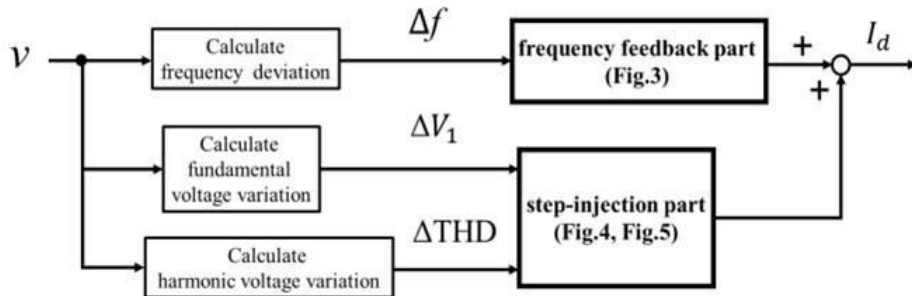 v
Calculate
frequency deviation
Δf
frequency feedback part
(Fig.3)
+
+
I_d
Calculate
fundamental
voltage variation
ΔV₁
step-injection part
(Fig.4, Fig.5)
Calculate
harmonic voltage variation
ΔTHD